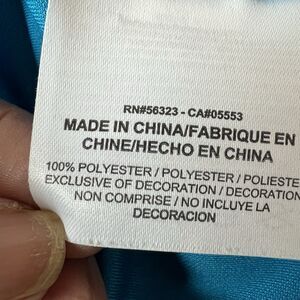 RN#56323 - CA#05553
MADE IN CHINA/FABRIQUE EN
CHINE/HECHO EN CHINA
100% POLYESTER / POLYESTER / POLIESTE
EXCLUSIVE OF DECORATION / DECORATION
NON COMPRISE / NO INCLUYE LA
DECORACION